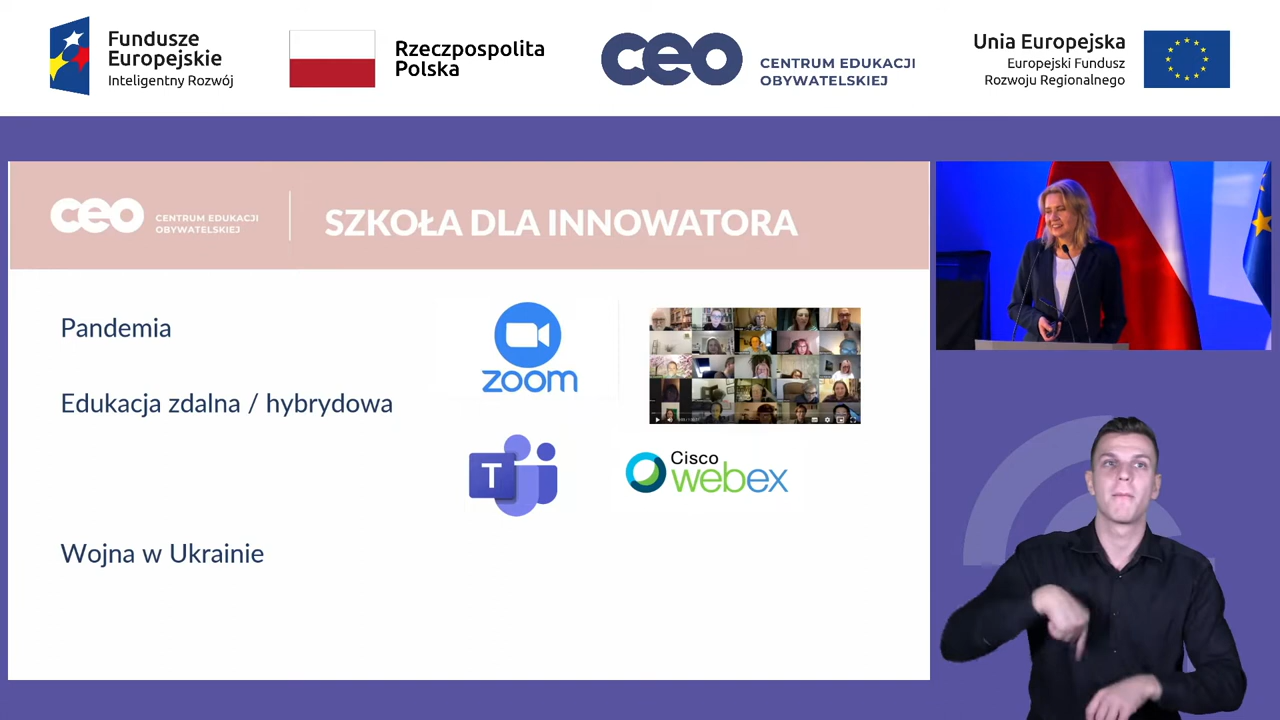 Fundusze
Europejskie
Inteligentny Rozwój
Rzeczpospolita
Polska
ceo
CENTRUM EDUKACJI
OBYWATELSKIEJ
Unia Europejska
Europejski Fundusz
Rozwoju Regionalnego
ceo
CENTRUM EDUKACJI
OBYWATELSKIEJ
SZKOŁA DLA INNOWATORA
Pandemia
zoom
Edukacja zdalna / hybrydowa
T
Cisco
webex
Wojna w Ukrainie